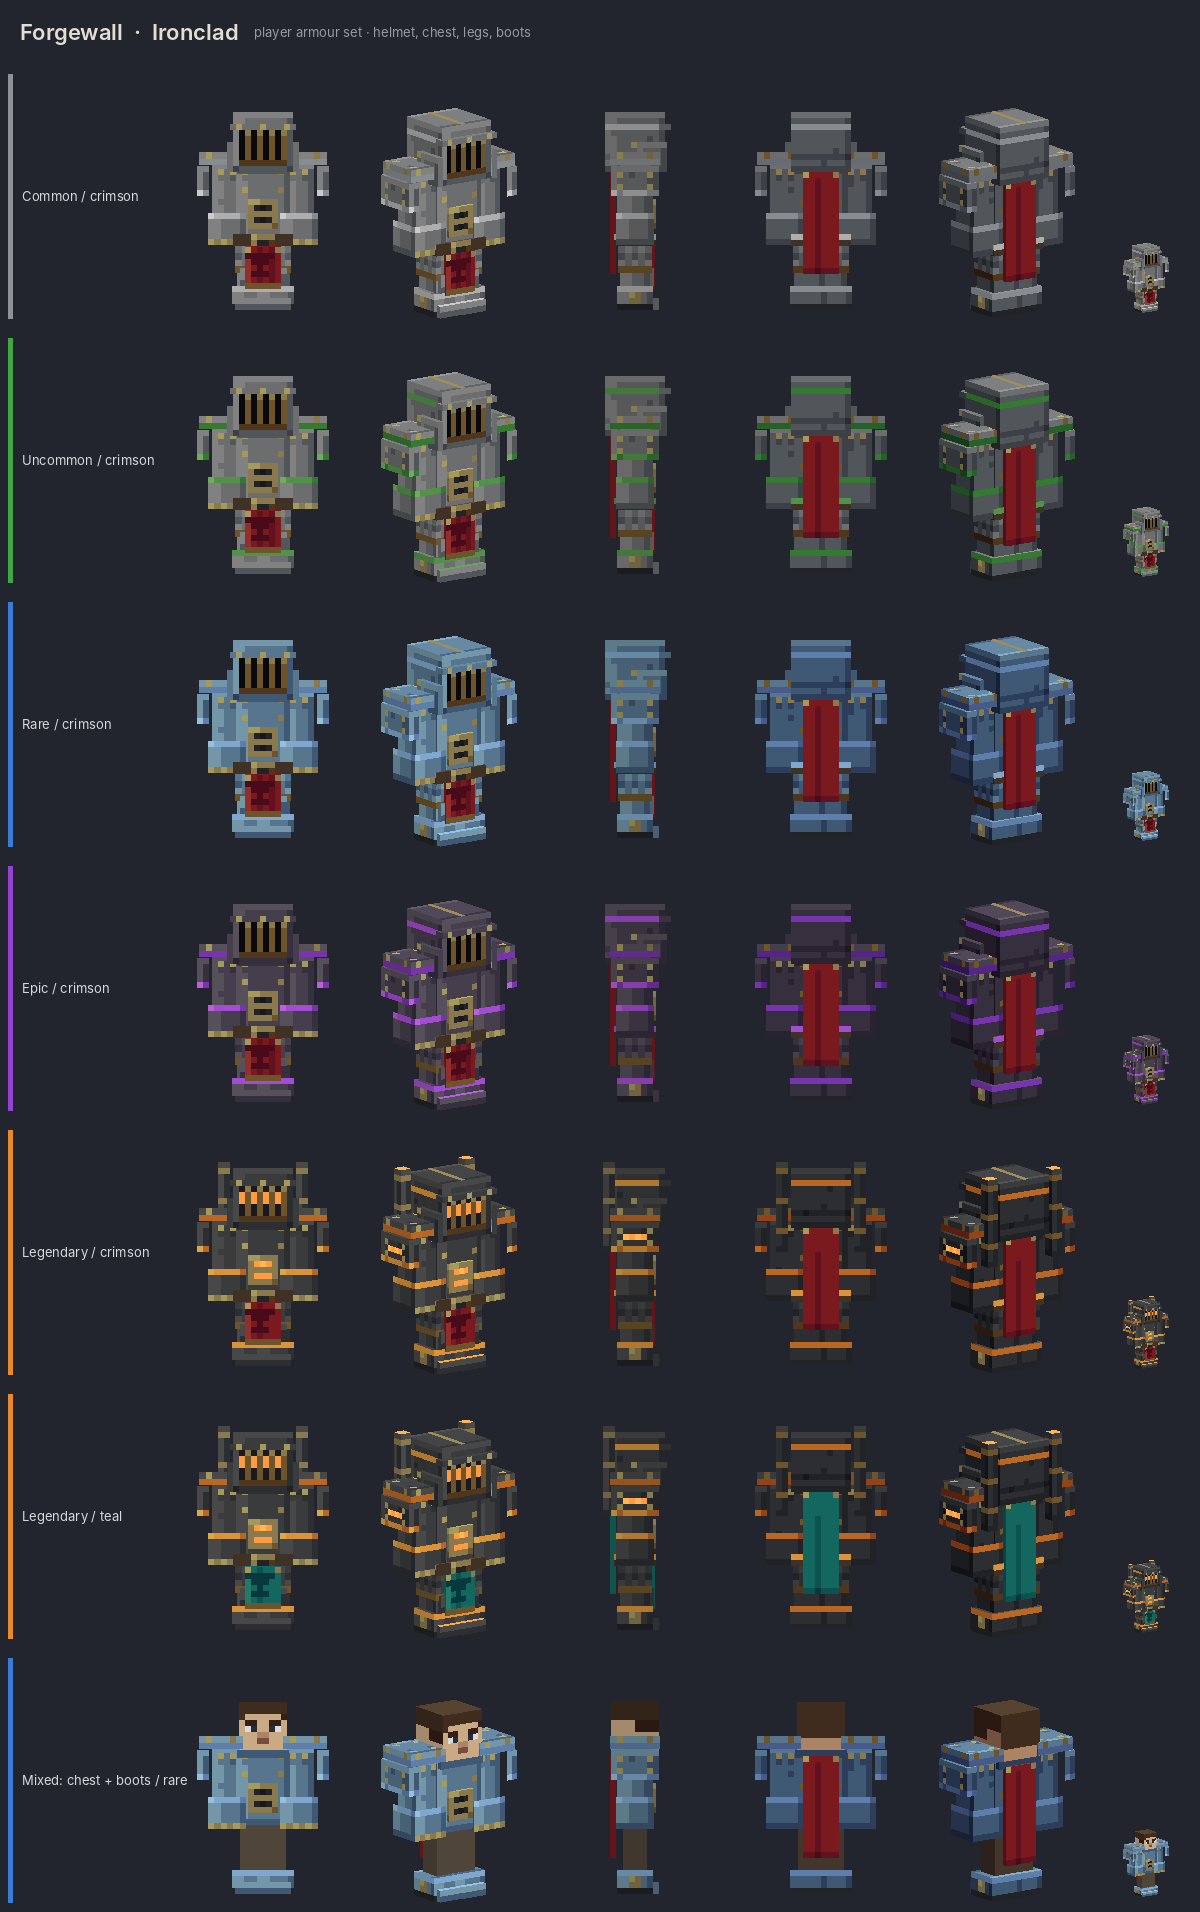 Forgewall · Ironclad player armour set · helmet, chest, legs, boots
Common / crimson
Uncommon / crimson
Rare / crimson
Epic / crimson
Legendary / crimson
Legendary / teal
Mixed: chest + boots / rare